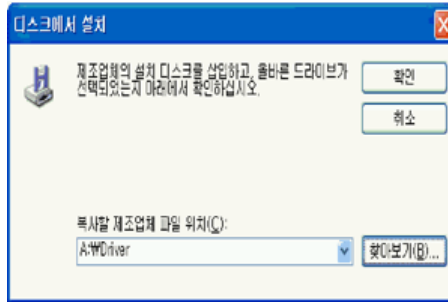 디스크에서 설치
제조업체의 설치 디스크를 삽입하고, 올바른 드라이브가
선택되었는지 아래에서 확인하십시오.
확인
취소
복사할 제조업체 파일 위치(C):
A:₩Driver
찾아보기(B)...